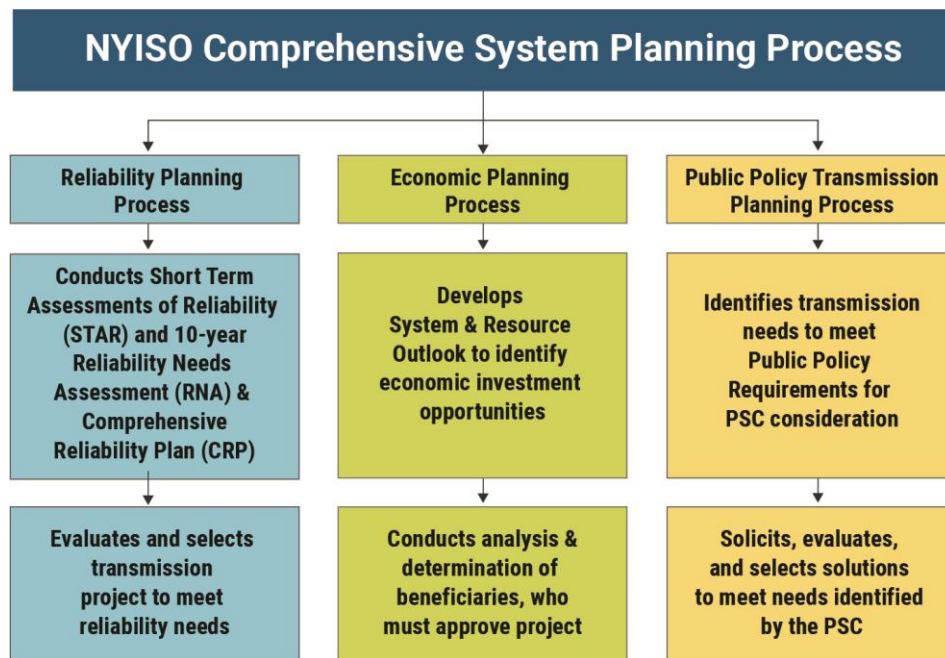 NYISO Comprehensive System Planning Process
Reliability Planning
Process
Conducts Short Term
Assessments of Reliability
(STAR) and 10-year
Reliability Needs
Assessment (RNA) &
Comprehensive
Reliability Plan (CRP)
Evaluates and selects
transmission
project to meet
reliability needs
Economic Planning
Process
Develops
System & Resource
Outlook to identify
economic investment
opportunities
Conducts analysis &
determination of
beneficiaries, who
must approve project
Public Policy Transmission
Planning Process
Identifies transmission
needs to meet
Public Policy
Requirements for
PSC consideration
Solicits, evaluates,
and selects solutions
to meet needs identified
by the PSC